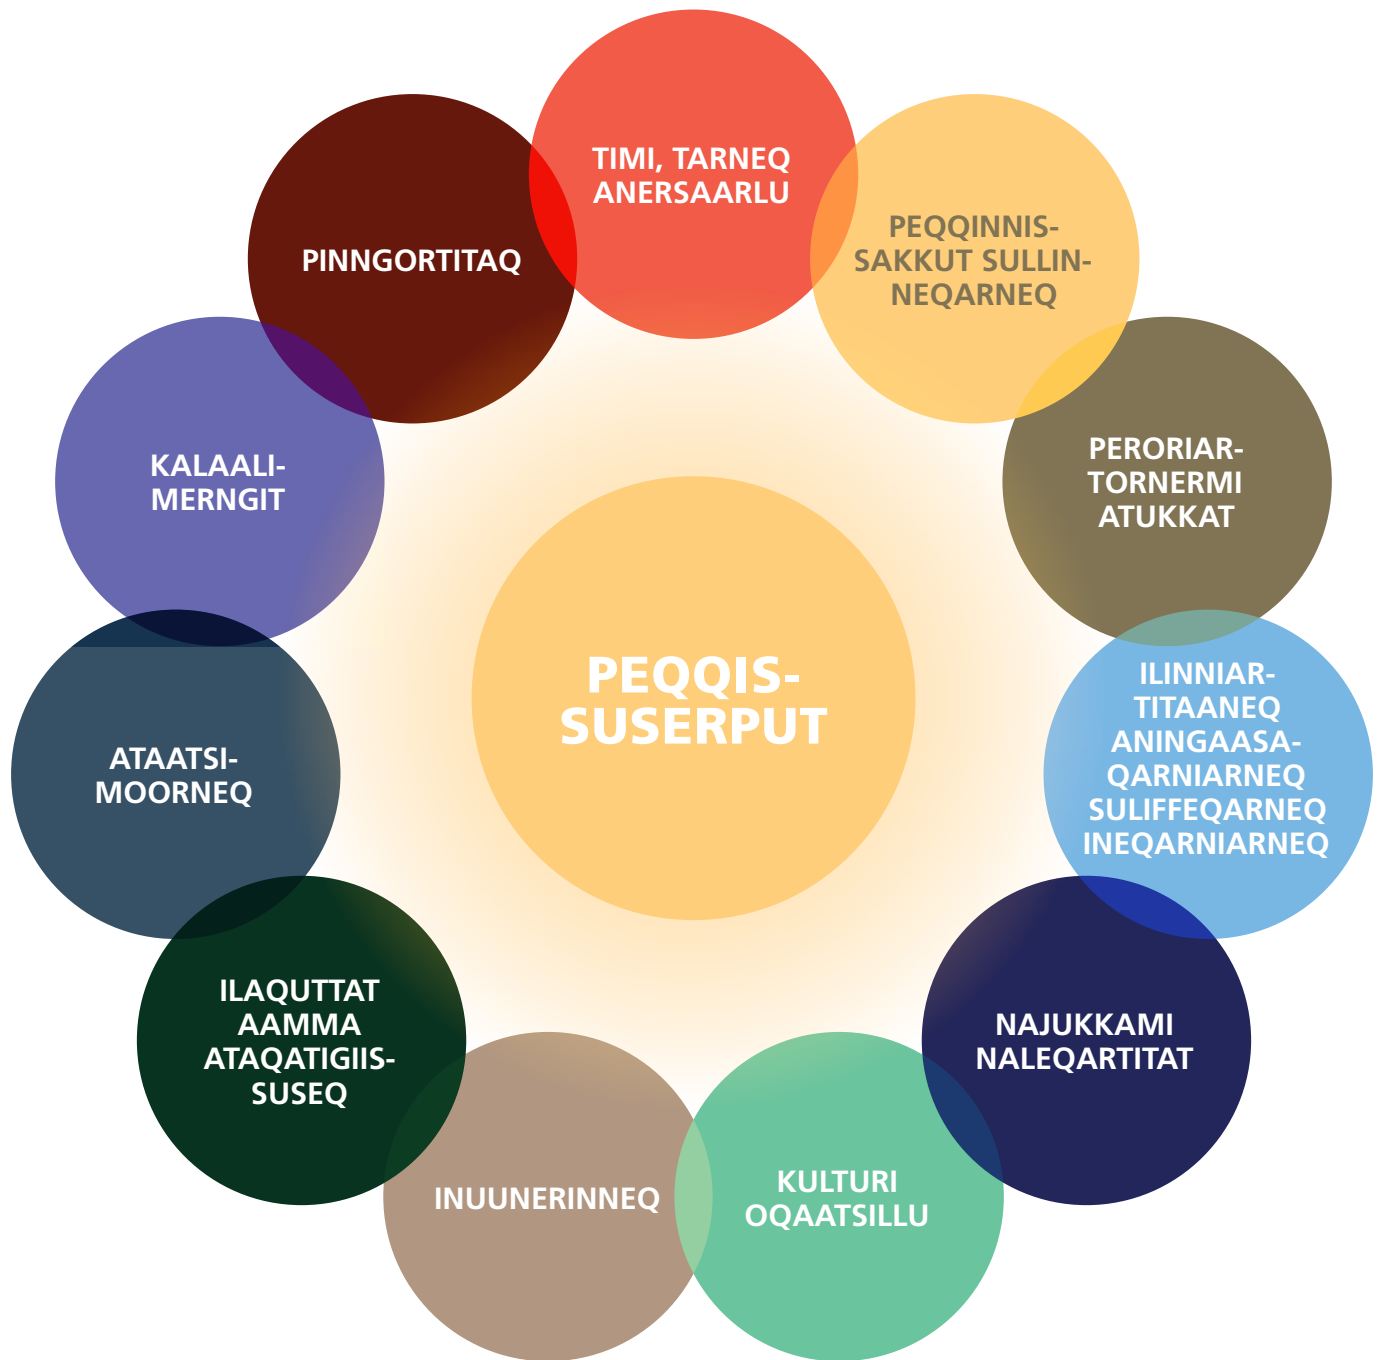 TIMI, TARNEQ
ANERSAARLU
PEQQINNIS-
SAKKUT SULLIN-
NEQARNEQ
PERORIAR-
TORNERMI
ATUKKAT
ILINNIAR-
TITAANEQ
ANINGAASA-
QARNIARNEQ
SULIFFEQARNEQ
INEQARNIARNEQ
NAJUKKAMI
NALEQARTITAT
KULTURI
OQAATSILLU
INUUNERINNEQ
ILAQUTTAT
AAMMA
ATAQATIGIIS-
SUSEQ
ATAATSI-
MOORNEQ
KALAALI-
MERNGIT
PINNGORTITAQ
PEQQIS-
SUSERPUT